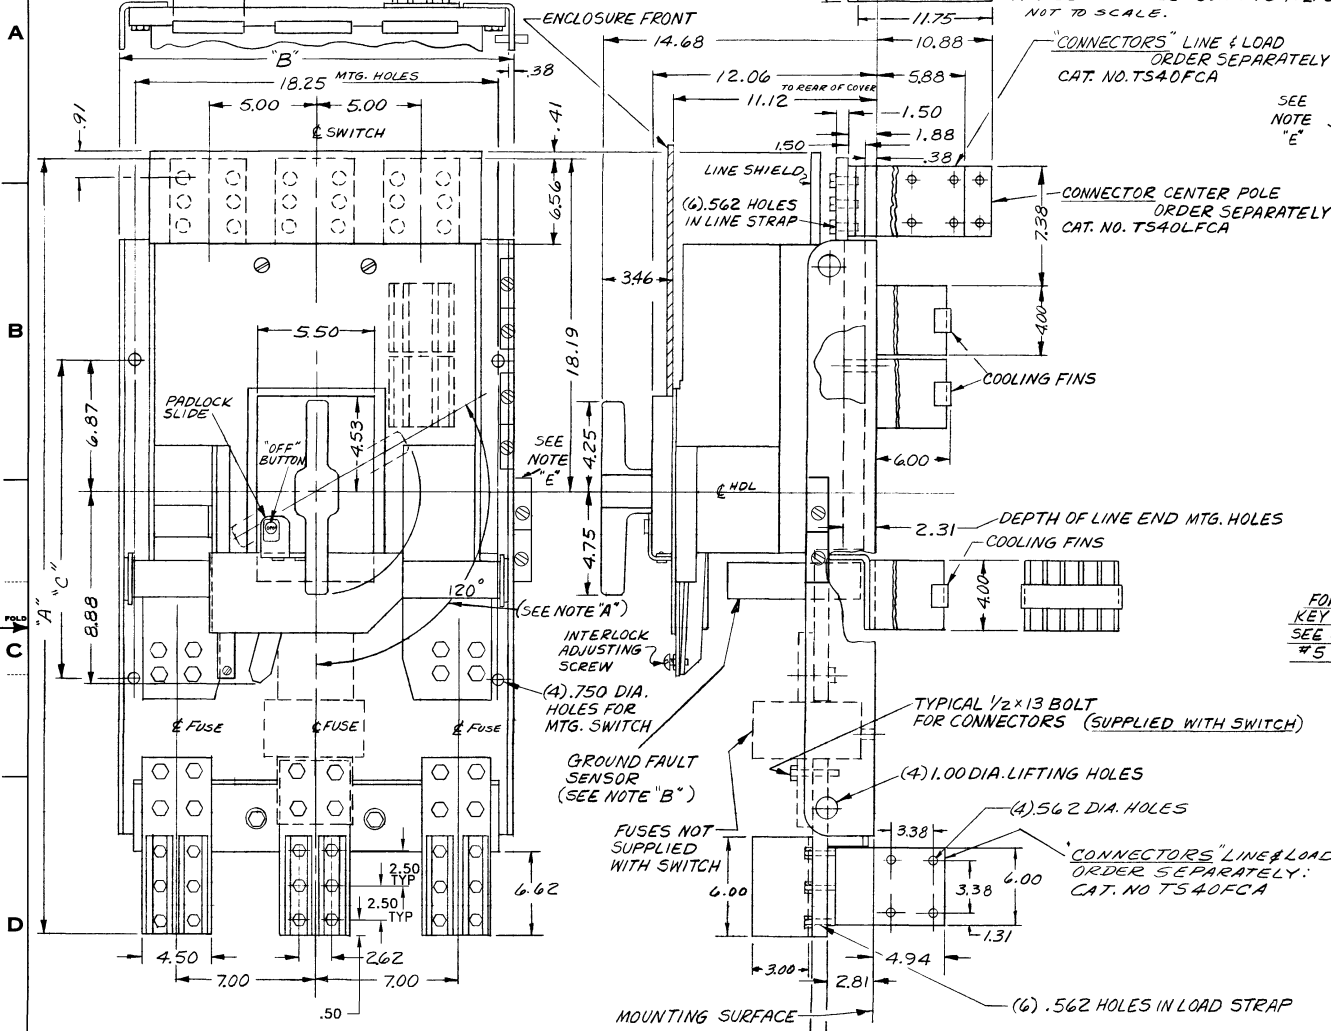 A
ENCLOSURE FRONT
11.75
NOT TO SCALE.
14.68
10.88
"CONNECTORS" LINE & LOAD
ORDER SEPARATELY
CAT. NO. TS40FCA
"B"
.38
18.25 MTG. HOLES
12.06
5.88
TO REAR OF COVER
11.12
5.00
5.00
.91
.41
℄ SWITCH
1.50
1.88
1.50
.38
SEE
NOTE
"E"
LINE SHIELD
(6).562 HOLES
IN LINE STRAP
CONNECTOR CENTER POLE
ORDER SEPARATELY
CAT. NO. TS40LFCA
6.56
7.38
3.46
B
5.50
18.19
4.00
COOLING FINS
6.87
PADLOCK
SLIDE
"OFF"
BUTTON
4.53
4.25
SEE
NOTE
"E"
6.00
℄ HDL
2.31
DEPTH OF LINE END MTG. HOLES
COOLING FINS
"A"
"C"
8.88
4.75
120°
(SEE NOTE "A")
4.00
FOLD
C
INTERLOCK
ADJUSTING
SCREW
FO
KEY
SEE
#5
(4).750 DIA.
HOLES FOR
MTG. SWITCH
℄ FUSE
℄ FUSE
℄ FUSE
TYPICAL 1/2 x 13 BOLT
FOR CONNECTORS (SUPPLIED WITH SWITCH)
GROUND FAULT
SENSOR
(SEE NOTE "B")
(4) 1.00 DIA. LIFTING HOLES
(4).562 DIA. HOLES
FUSES NOT
SUPPLIED
WITH SWITCH
3.38
"CONNECTORS" LINE & LOAD
ORDER SEPARATELY:
CAT. NO TS40FCA
2.50
TYP
2.50
TYP
6.62
6.00
3.38
6.00
D
1.31
4.50
262
4.94
7.00
7.00
3.00
2.81
.50
MOUNTING SURFACE
(6) .562 HOLES IN LOAD STRAP